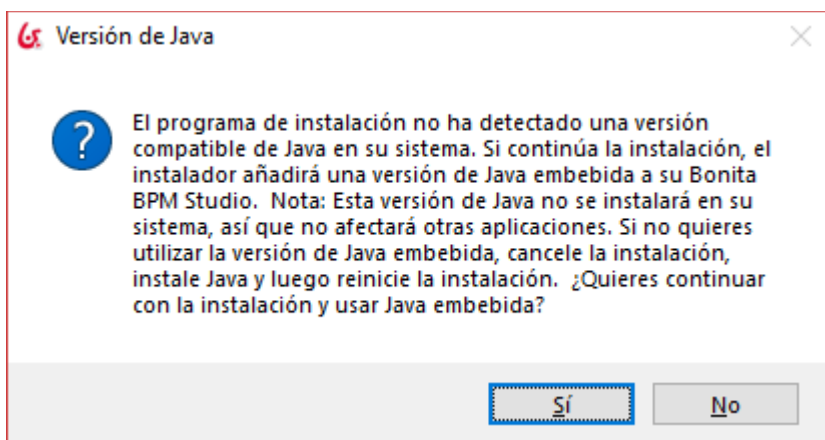 Versión de Java
El programa de instalación no ha detectado una versión
compatible de Java en su sistema. Si continúa la instalación, el
instalador añadirá una versión de Java embebida a su Bonita
BPM Studio.  Nota: Esta versión de Java no se instalará en su
sistema, así que no afectará otras aplicaciones. Si no quieres
utilizar la versión de Java embebida, cancele la instalación,
instale Java y luego reinicie la instalación.  ¿Quieres continuar
con la instalación y usar Java embebida?
Sí
No